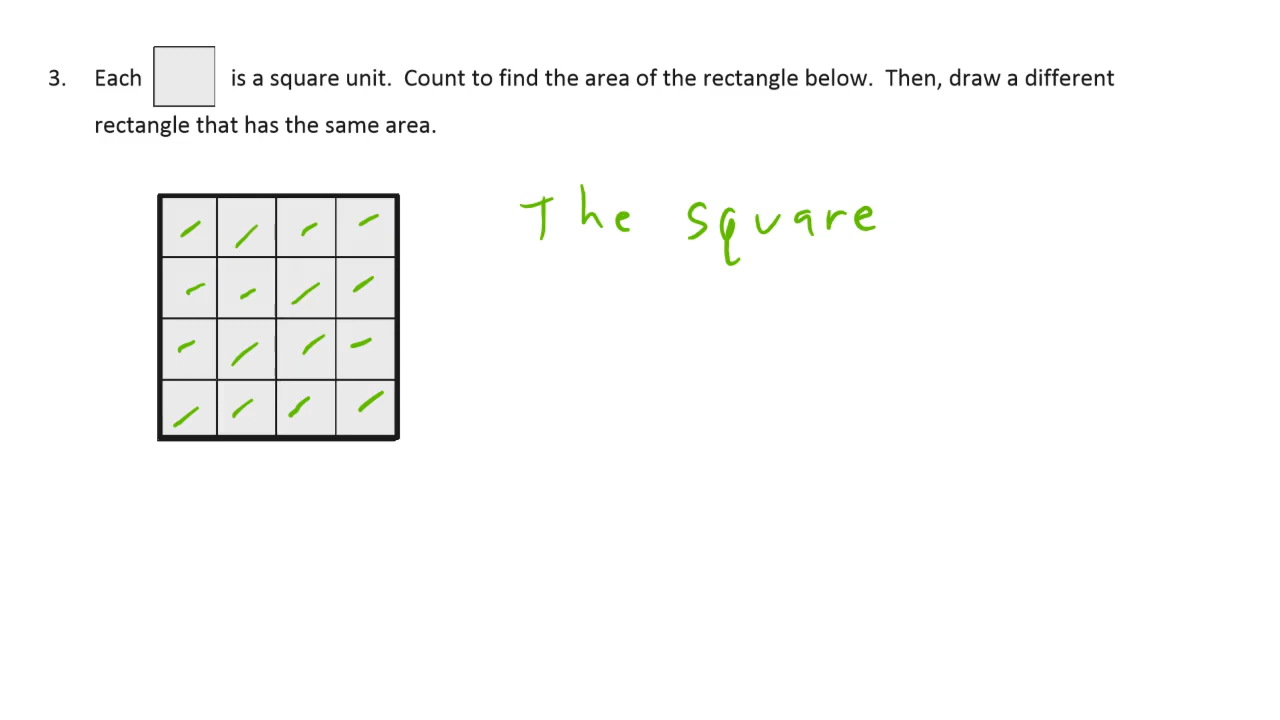 3. Each is a square unit. Count to find the area of the rectangle below. Then, draw a different
rectangle that has the same area.
The square